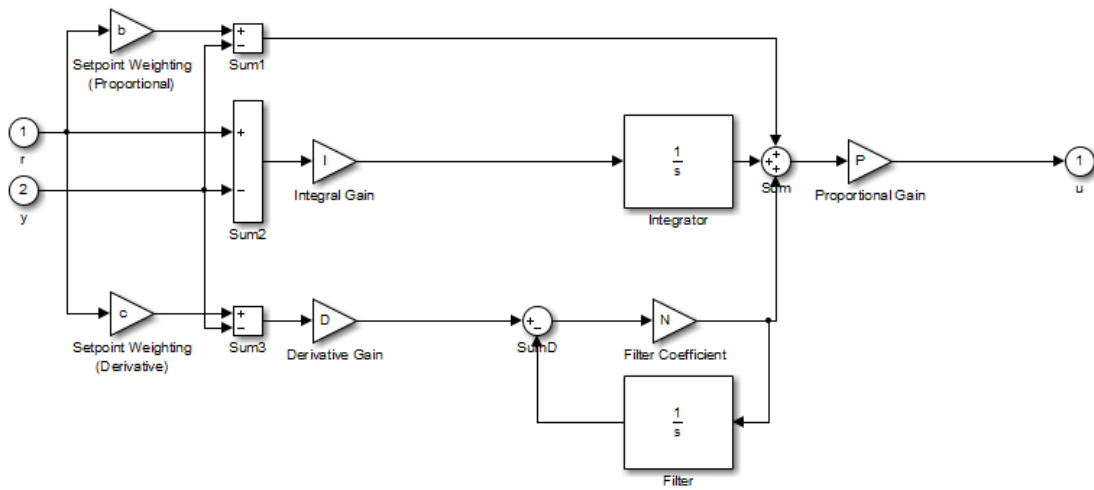 b
+
−
Sum1
Setpoint Weighting
(Proportional)
1
r
2
y
+
−
Sum2
I
Integral Gain
1
s
Integrator
+
+
+
Sum
P
Proportional Gain
1
u
c
Setpoint Weighting
(Derivative)
+
−
Sum3
D
Derivative Gain
+
−
SumD
N
Filter Coefficient
1
s
Filter